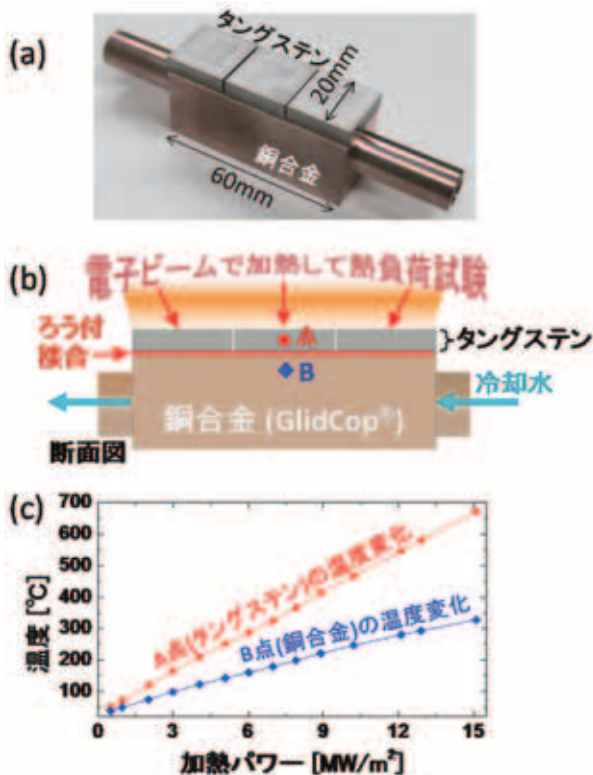 (a)
タングステン
20mm
銅合金
60mm
(b)
電子ビームで加熱して熱負荷試験
ろう付
接合
A
タングステン
B
冷却水
銅合金 (GlidCop®)
断面図
(c)
700
600
500
400
300
200
100
温度 [℃]
A点(タングステン)の温度変化
B点(銅合金)の温度変化
0
3
6
9
12
15
加熱パワー [MW/m²]